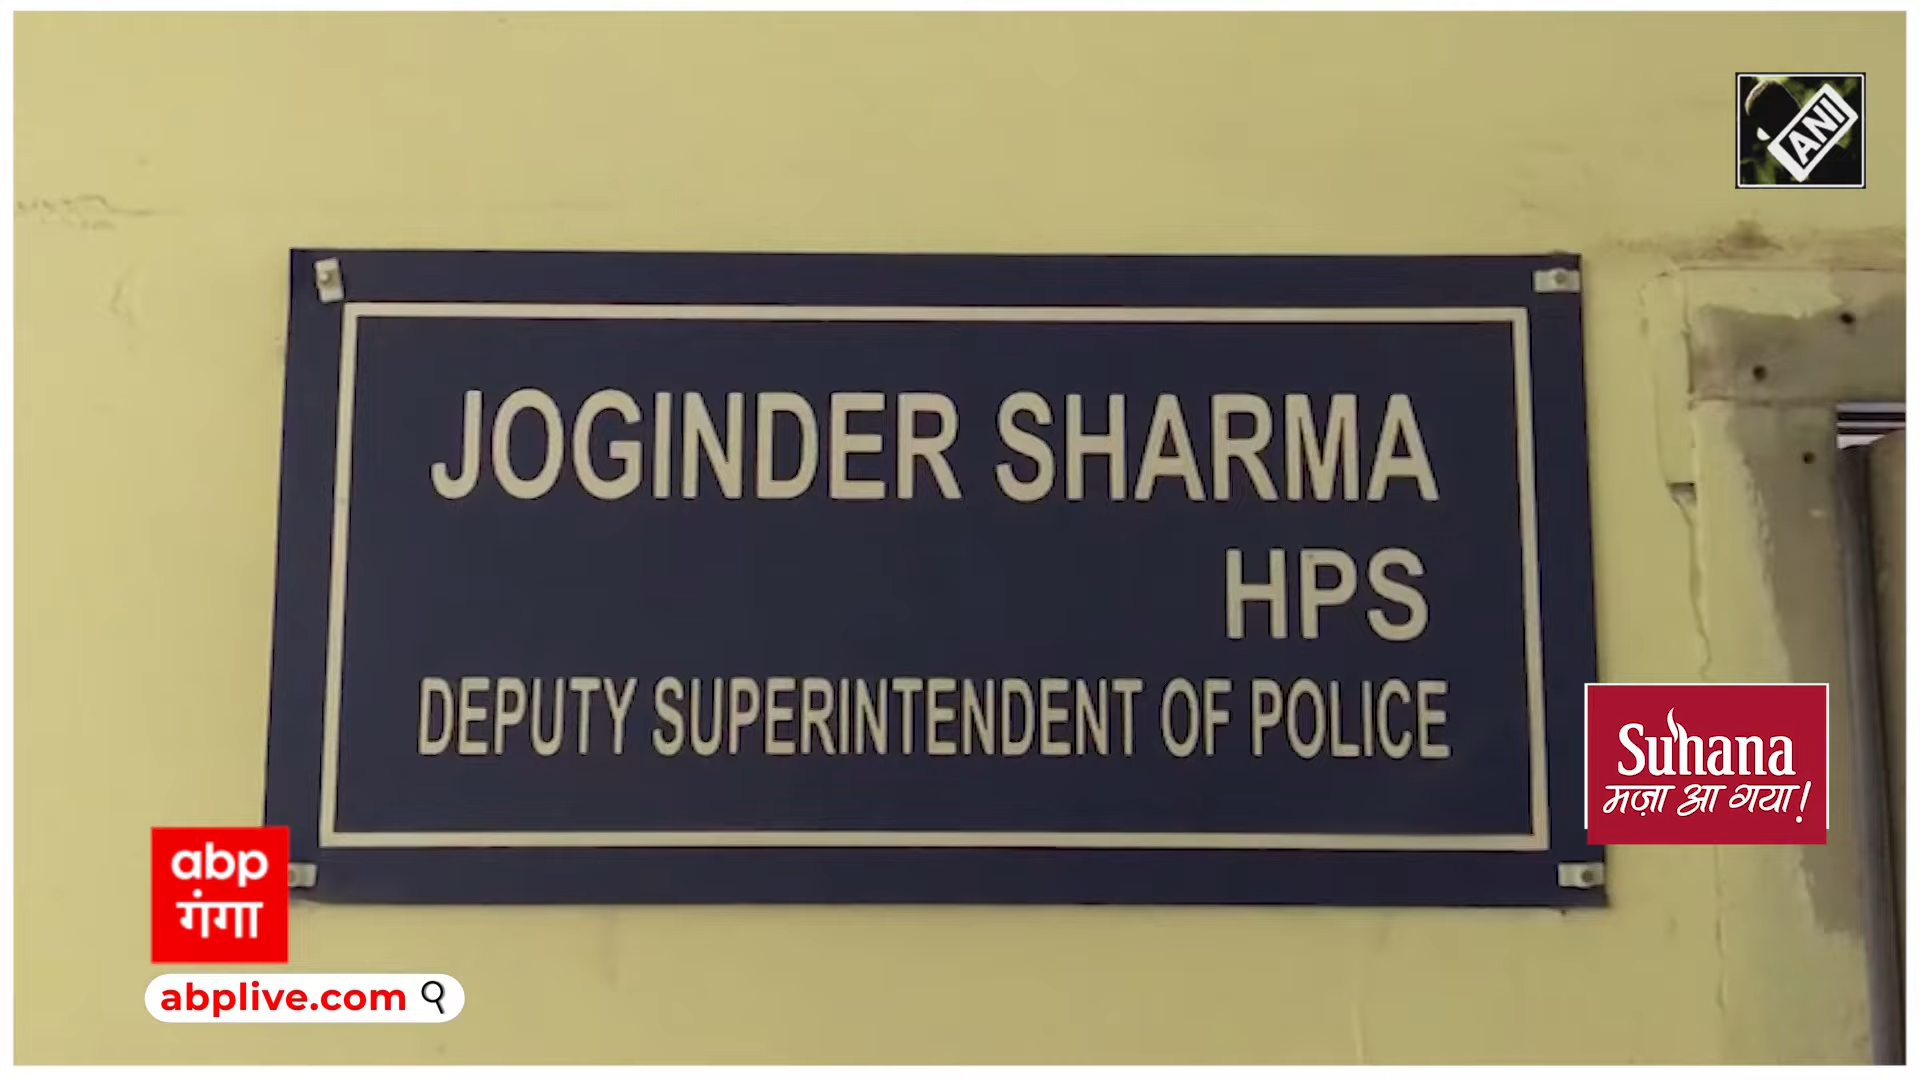 ANI
JOGINDER SHARMA
HPS
DEPUTY SUPERINTENDENT OF POLICE
Suhana
मज़ा आ गया!
abp
गंगा
abplive.com